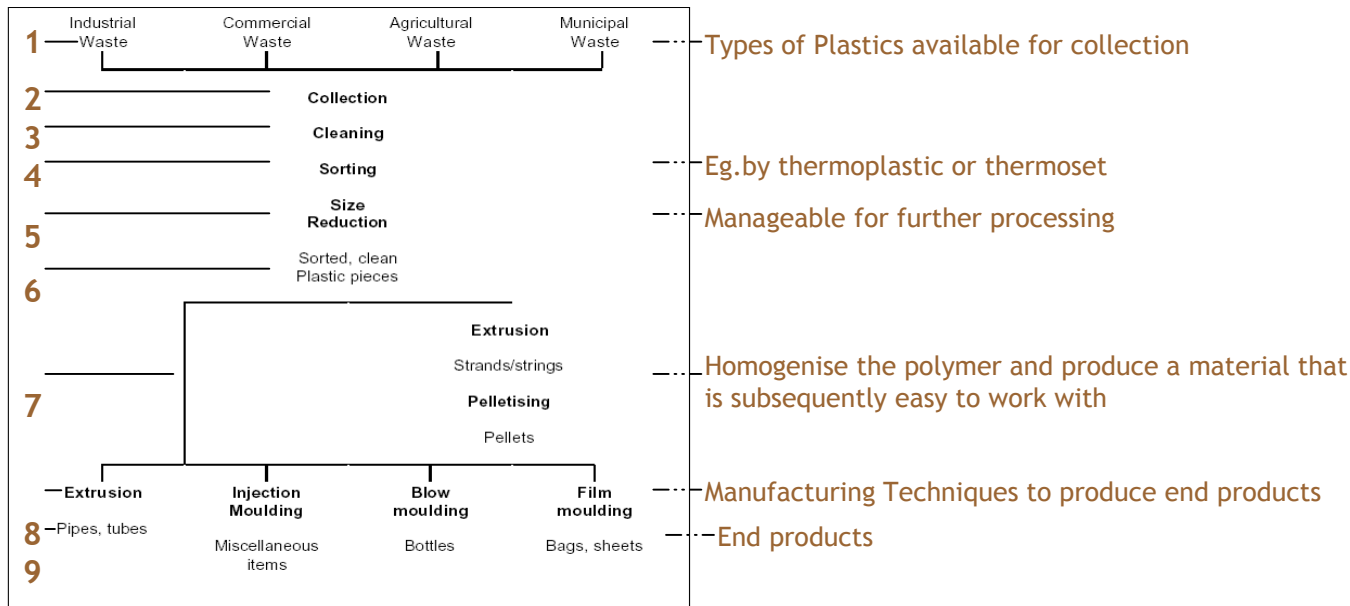 Industrial
Waste
Commercial
Waste
Agricultural
Waste
Municipal
Waste
1
Types of Plastics available for collection
2
Collection
3
Cleaning
4
Sorting
Eg.by thermoplastic or thermoset
5
Size
Reduction
Manageable for further processing
6
Sorted, clean
Plastic pieces
Extrusion
Strands/strings
7
Homogenise the polymer and produce a material that
is subsequently easy to work with
Pelletising
Pellets
Extrusion
Injection
Moulding
Blow
moulding
Film
moulding
Manufacturing Techniques to produce end products
8
Pipes, tubes
Miscellaneous
items
Bottles
Bags, sheets
End products
9